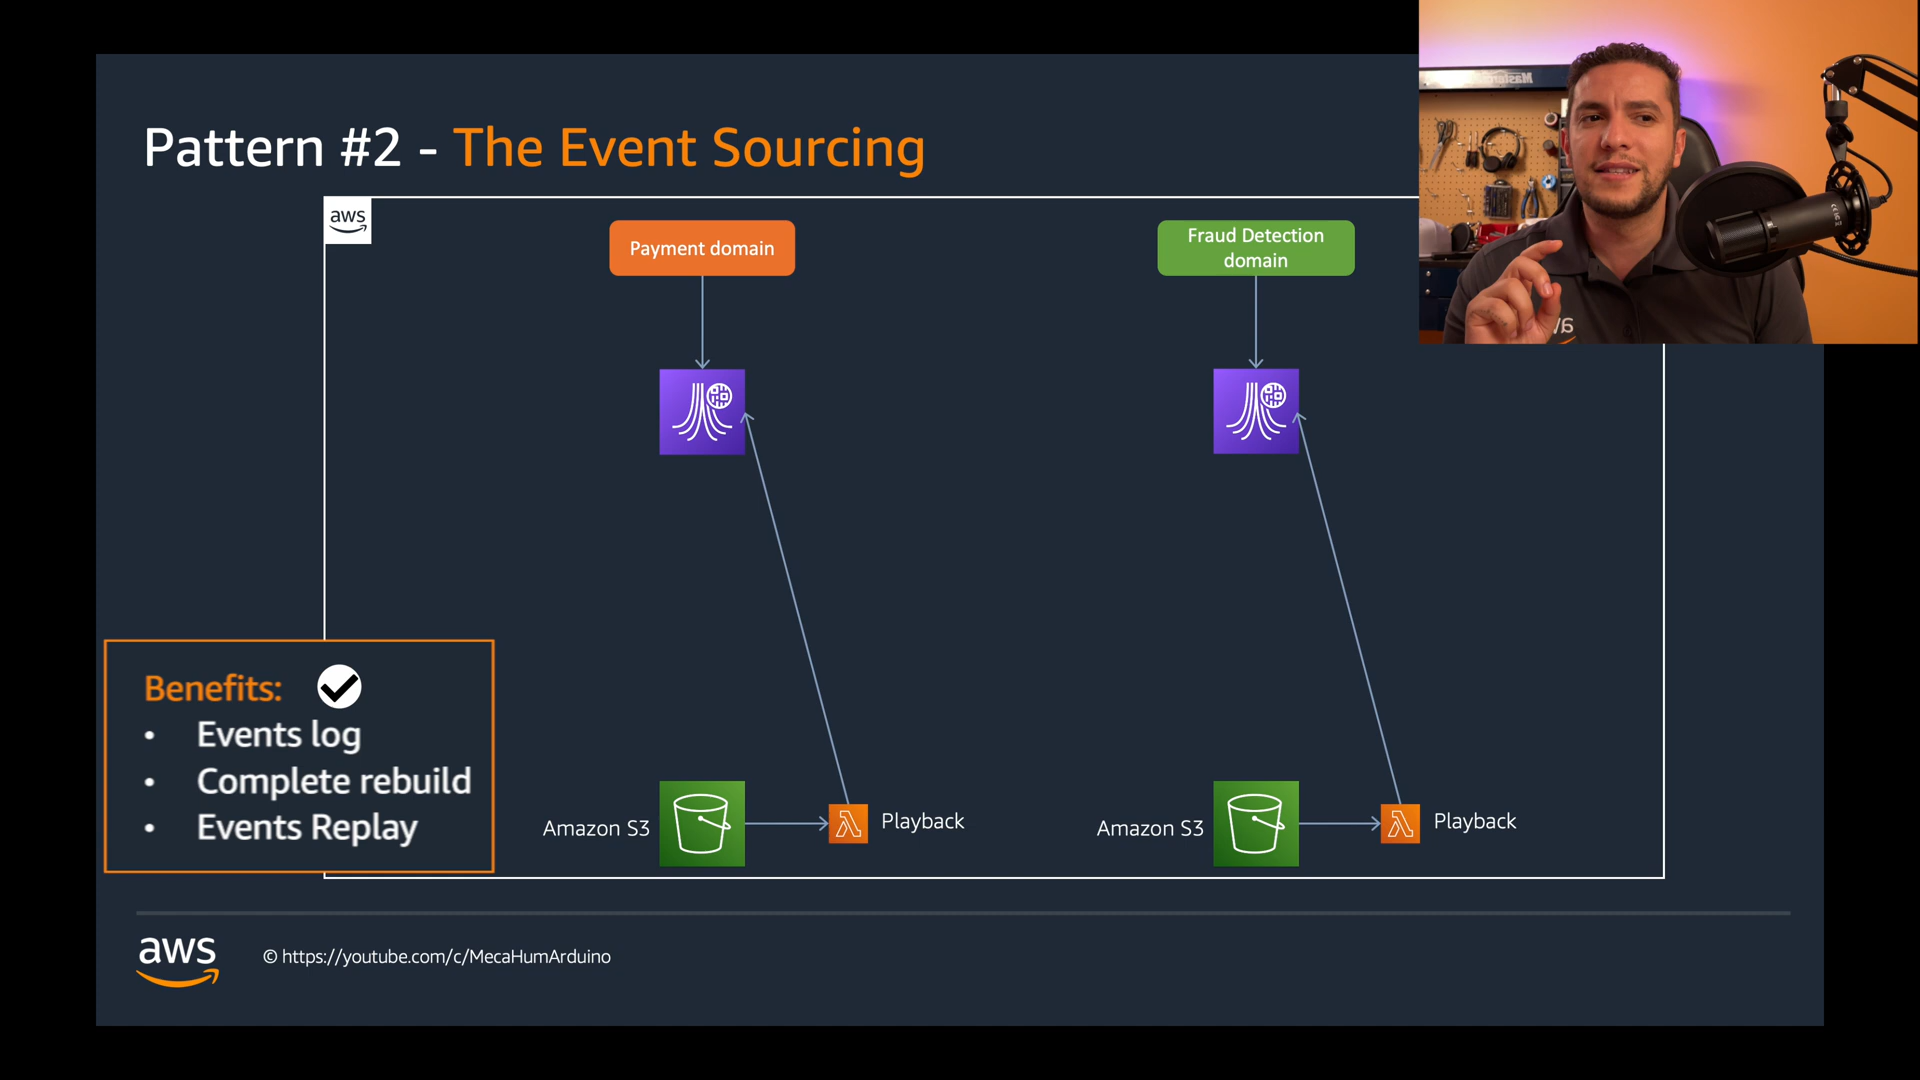 Pattern #2 - The Event Sourcing
aws
Payment domain
Fraud Detection
domain
Benefits:
• Events log
• Complete rebuild
• Events Replay
Amazon S3
Playback
Amazon S3
Playback
aws
© https://youtube.com/c/MecaHumArduino